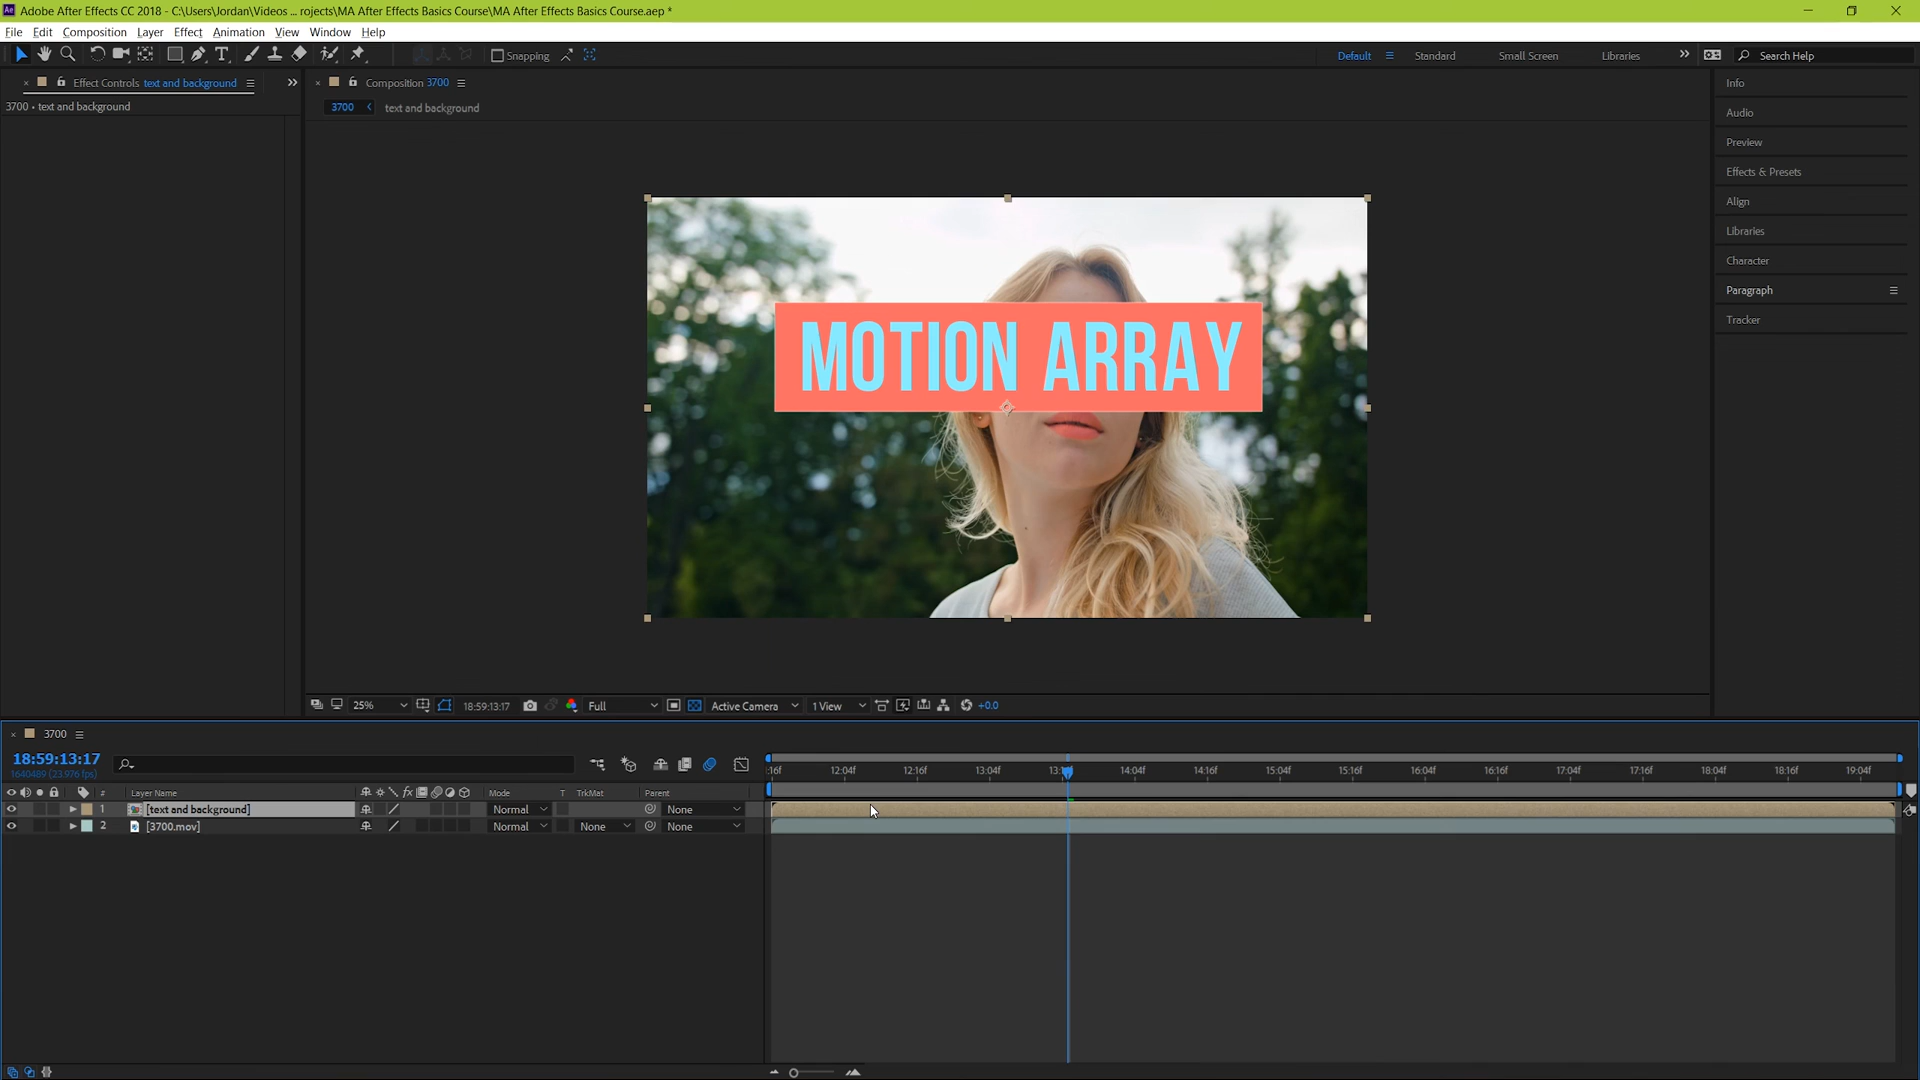 Adobe After Effects CC 2018 - C:\Users\Jordan\Videos ... rojects\MA After Effects Basics Course\MA After Effects Basics Course.aep *
File Edit Composition Layer Effect Animation View Window Help
Snapping Default Standard Small Screen Libraries Search Help
Effect Controls text and background
3700 • text and background
Composition 3700
3700 text and background
MOTION ARRAY
25% 18:59:13:17 Full Active Camera 1 View +0.0
Info
Audio
Preview
Effects & Presets
Align
Libraries
Character
Paragraph
Tracker
3700
18:59:13:17
1640489 (23.976 fps)
# Layer Name Mode T TrkMat Parent
1 [text and background] Normal None
2 [3700.mov] Normal None None
:16f 12:04f 12:16f 13:04f 14:04f 14:16f 15:04f 15:16f 16:04f 16:16f 17:04f 17:16f 18:04f 18:16f 19:04f